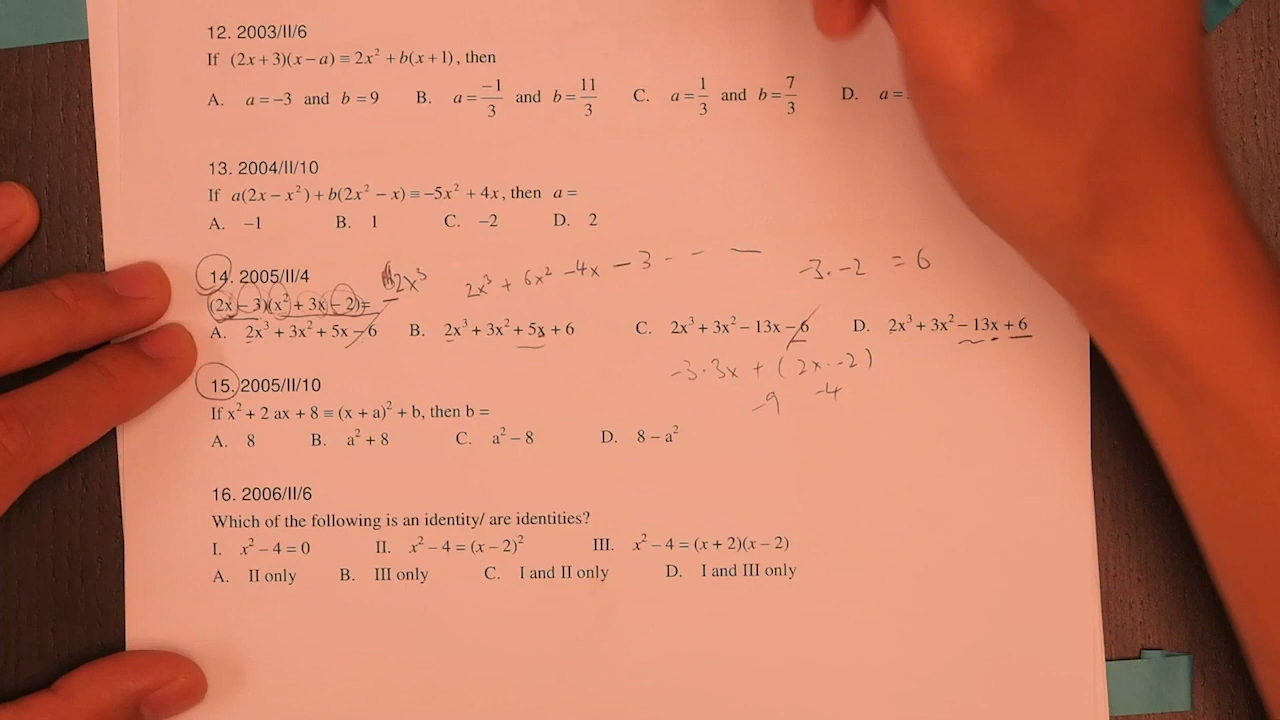 12. 2003/II/6
If (2x+3)(x−a) ≡ 2x² + b(x+1), then
A. a=−3 and b=9 B. a=−1/3 and b=11/3 C. a=1/3 and b=7/3 D. a=
13. 2004/II/10
If a(2x−x²)+b(2x²−x) ≡ −5x²+4x, then a=
A. −1 B. 1 C. −2 D. 2
14. 2005/II/4
2x³ 2x³ + 6x² −4x −3 - - — -3.-2 = 6
(2x − 3)(x² + 3x − 2)=
A. 2x³ + 3x² + 5x − 6 B. 2x³ + 3x² + 5x + 6 C. 2x³ + 3x² − 13x − 6 D. 2x³ + 3x² − 13x + 6
-3·3x + (2x·-2)
-9 -4
15. 2005/II/10
If x² + 2 ax + 8 ≡ (x + a)² + b, then b =
A. 8 B. a² + 8 C. a² − 8 D. 8 − a²
16. 2006/II/6
Which of the following is an identity/ are identities?
I. x² − 4 = 0 II. x² − 4 = (x − 2)² III. x² − 4 = (x + 2)(x − 2)
A. II only B. III only C. I and II only D. I and III only